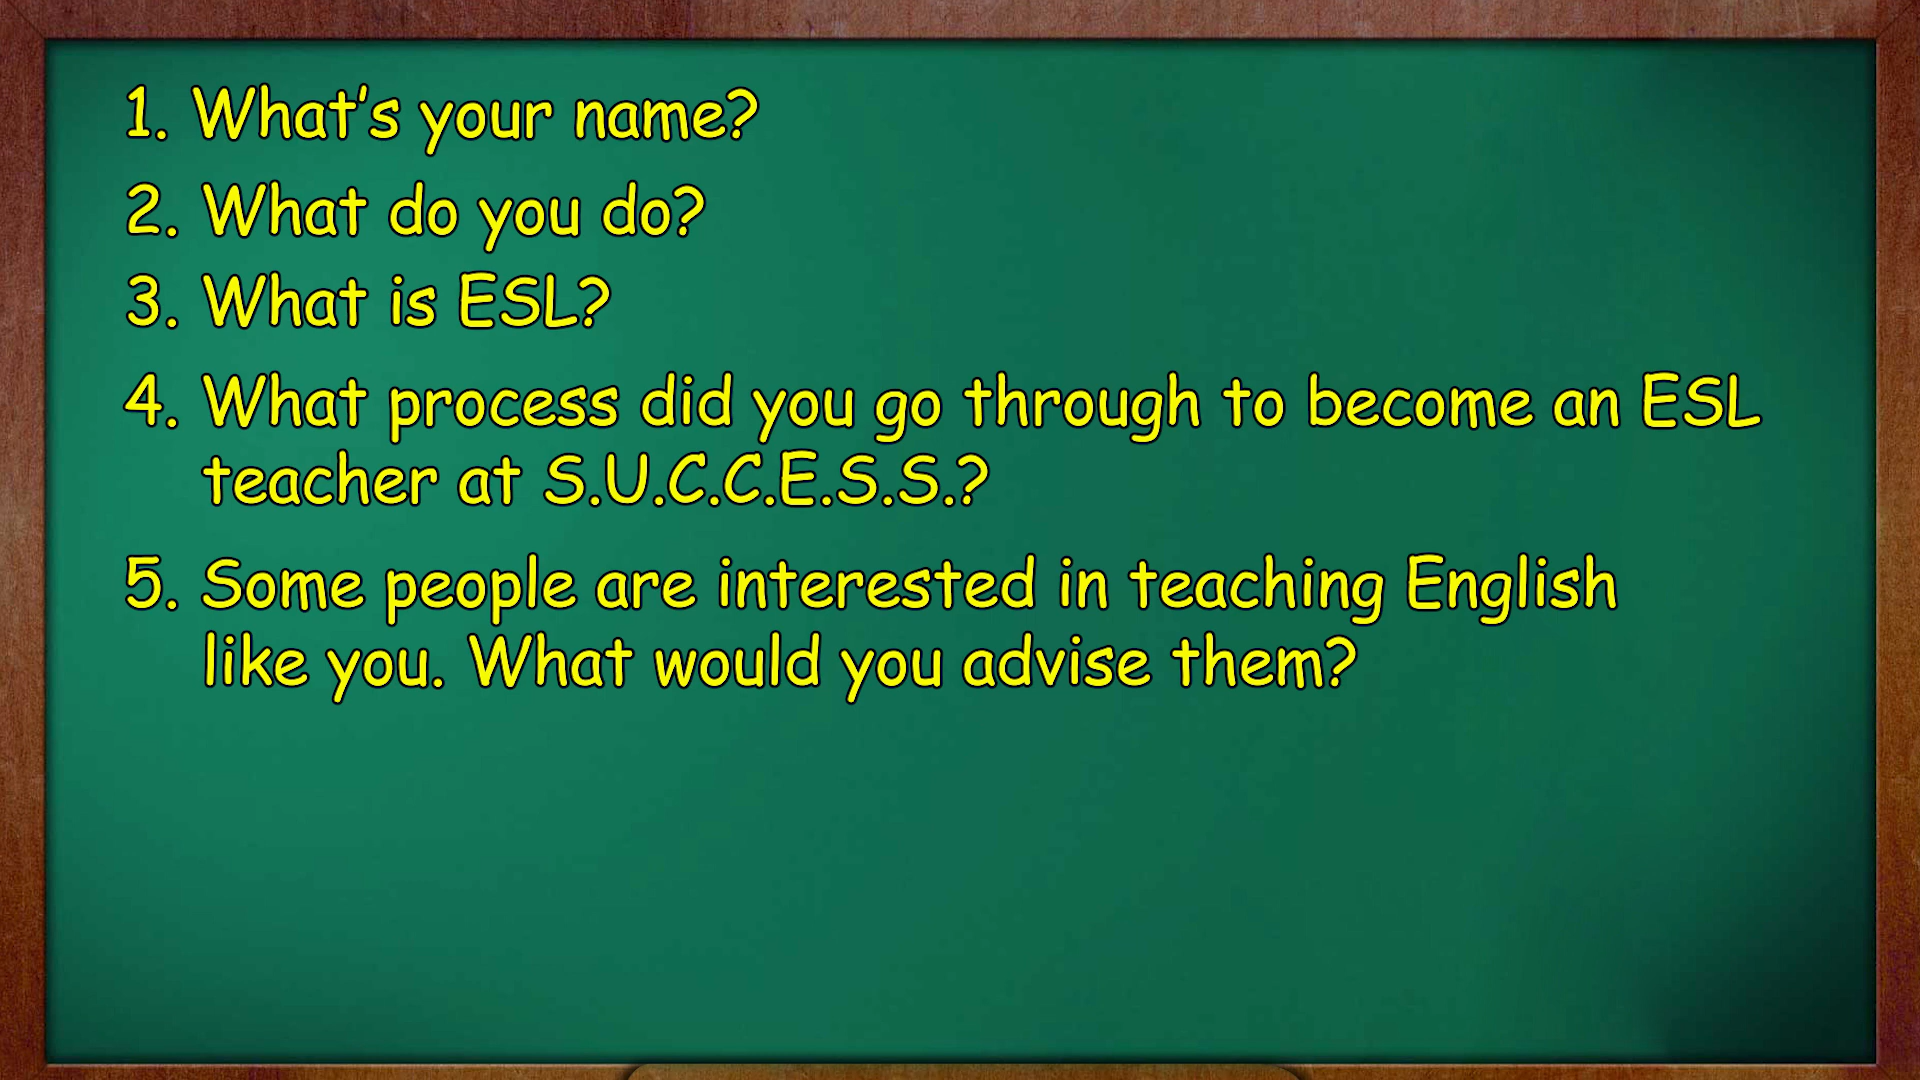 1. What’s your name?
2. What do you do?
3. What is ESL?
4. What process did you go through to become an ESL
teacher at S.U.C.C.E.S.S.?
5. Some people are interested in teaching English
like you. What would you advise them?